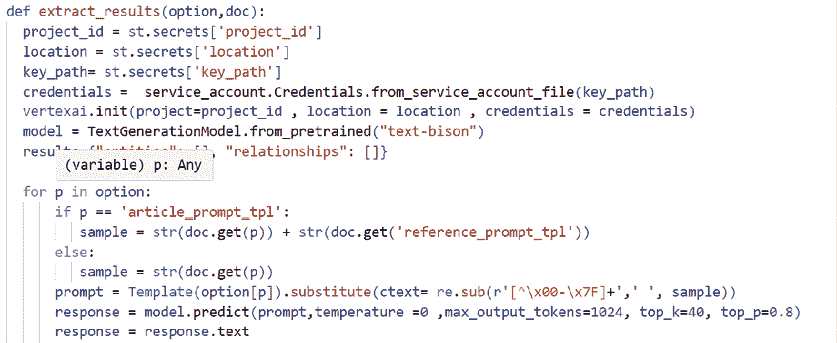 def extract_results(option,doc):
project_id = st.secrets['project_id']
location = st.secrets['location']
key_path= st.secrets['key_path']
credentials =  service_account.Credentials.from_service_account_file(key_path)
vertexai.init(project=project_id , location = location , credentials = credentials)
model = TextGenerationModel.from_pretrained("text-bison")
results "relationships": []}
(variable) p: Any
for p in option:
if p == 'article_prompt_tpl':
sample = str(doc.get(p)) + str(doc.get('reference_prompt_tpl'))
else:
sample = str(doc.get(p))
prompt = Template(option[p]).substitute(ctext= re.sub(r'[^\x00-\x7F]+',' ', sample))
response = model.predict(prompt,temperature =0 ,max_output_tokens=1024, top_k=40, top_p=0.8)
response = response.text